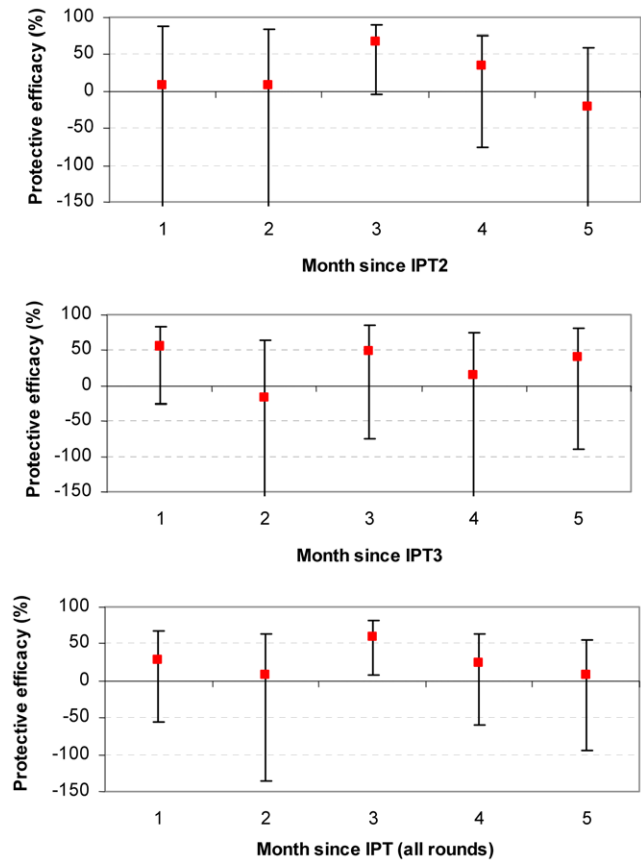 Protective efficacy (%)
100
50
0
-50
-100
-150
1 2 3 4 5
Month since IPT2
Protective efficacy (%)
100
50
0
-50
-100
-150
1 2 3 4 5
Month since IPT3
Protective efficacy (%)
100
50
0
-50
-100
-150
1 2 3 4 5
Month since IPT (all rounds)